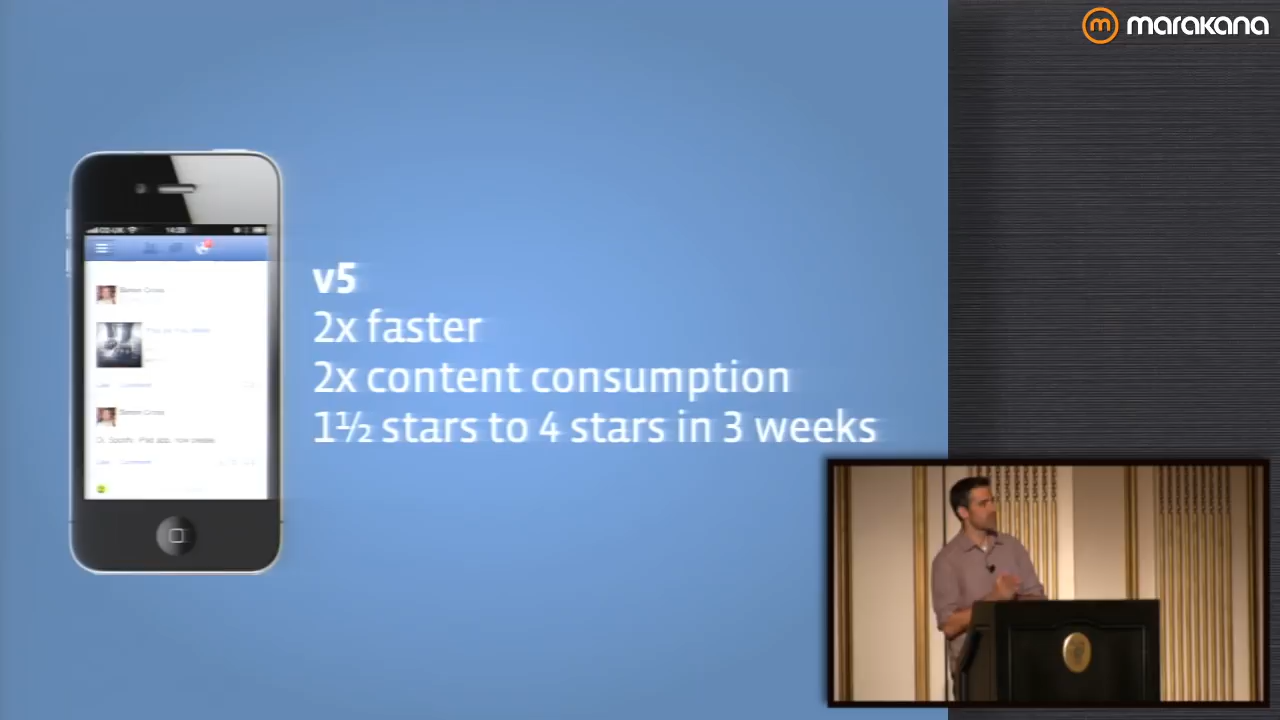 marakana
v5
2x faster
2x content consumption
1½ stars to 4 stars in 3 weeks